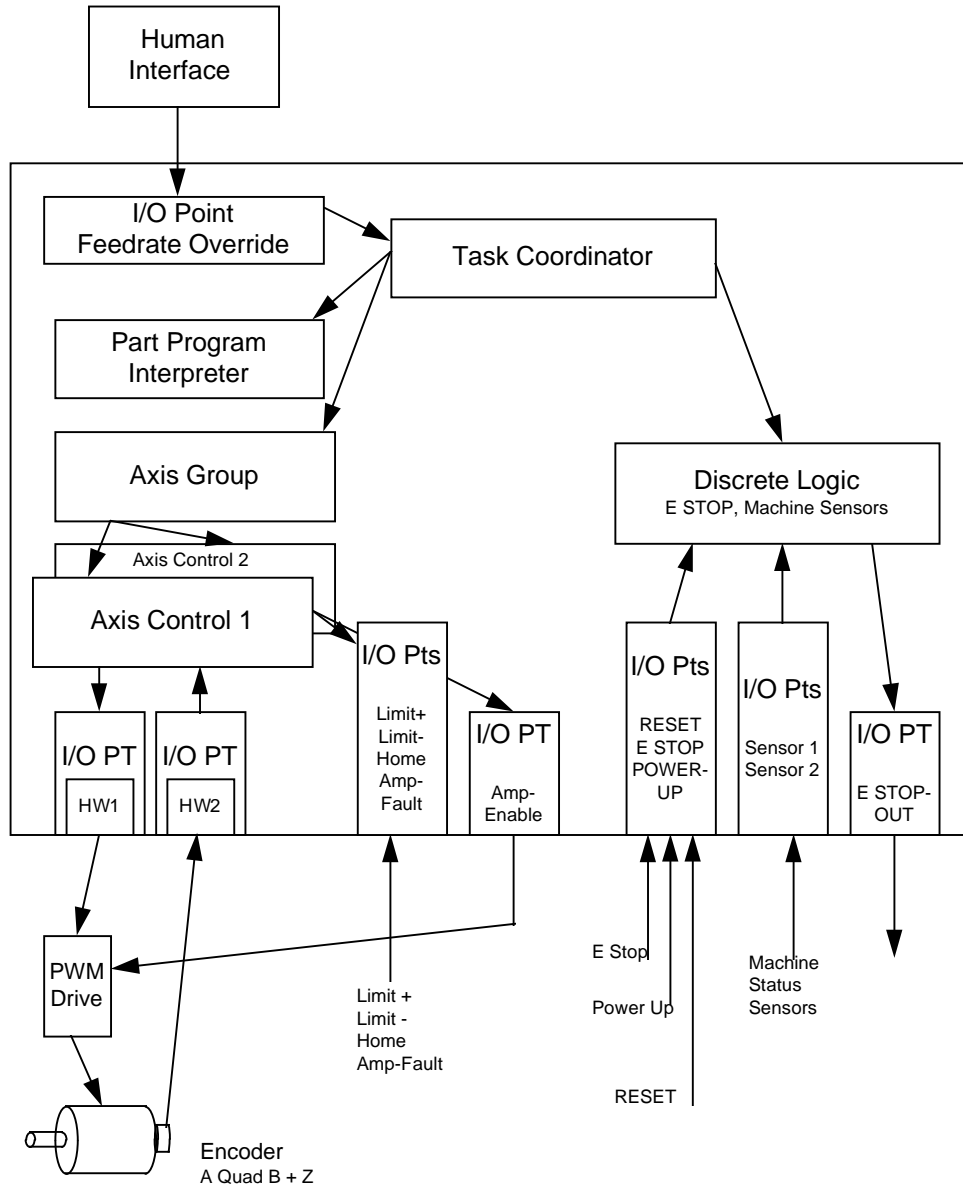 Human
Interface
I/O Point
Feedrate Override
Task Coordinator
Part Program
Interpreter
Axis Group
Discrete Logic
E STOP, Machine Sensors
Axis Control 2
Axis Control 1
I/O PT
HW1
I/O PT
HW2
I/O Pts
Limit+
Limit-
Home
Amp-
Fault
I/O PT
Amp-
Enable
I/O Pts
RESET
E STOP
POWER-
UP
I/O Pts
Sensor 1
Sensor 2
I/O PT
E STOP-
OUT
PWM
Drive
Limit +
Limit -
Home
Amp-Fault
E Stop
Power Up
RESET
Machine
Status
Sensors
Encoder
A Quad B + Z